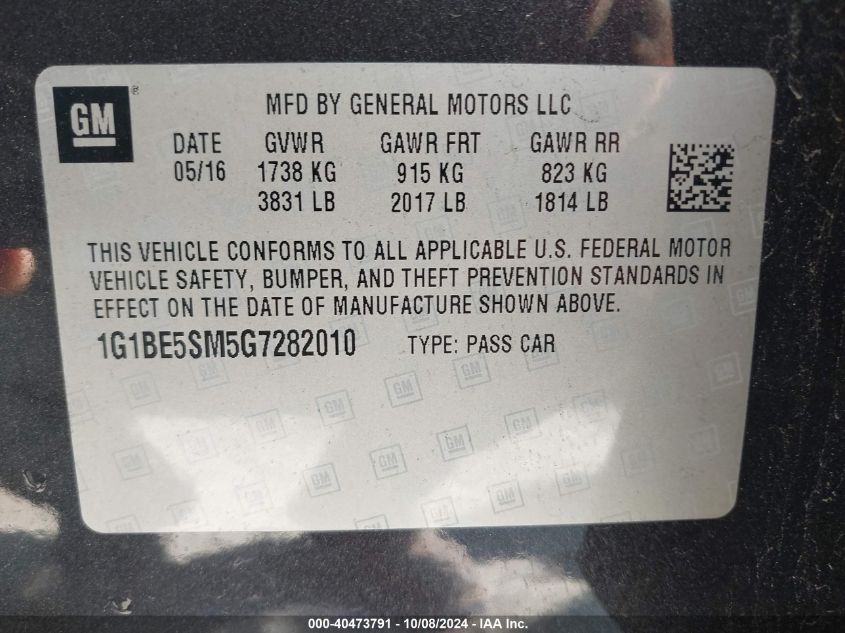 GM®
MFD BY GENERAL MOTORS LLC
DATE GVWR GAWR FRT GAWR RR
05/16 1738 KG 915 KG 823 KG
3831 LB 2017 LB 1814 LB
THIS VEHICLE CONFORMS TO ALL APPLICABLE U.S. FEDERAL MOTOR
VEHICLE SAFETY, BUMPER, AND THEFT PREVENTION STANDARDS IN
EFFECT ON THE DATE OF MANUFACTURE SHOWN ABOVE.
1G1BE5SM5G7282010 TYPE: PASS CAR
000-40473791 - 10/08/2024 - IAA Inc.